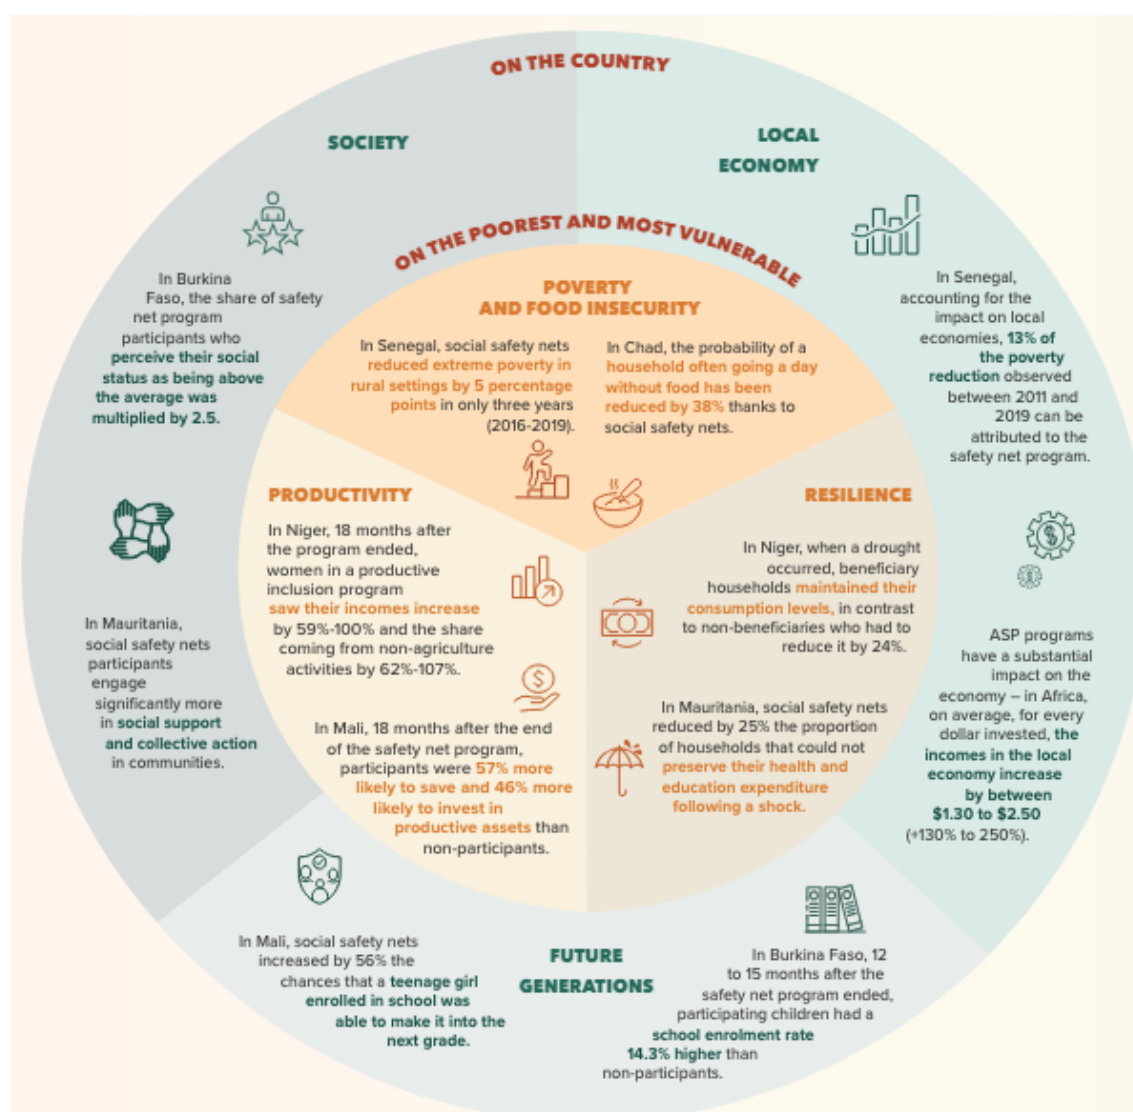 ON THE COUNTRY
SOCIETY
In Burkina
Faso, the share of safety
net program
participants who
perceive their social
status as being above
the average was
multiplied by 2.5.
In Mauritania,
social safety nets
participants
engage
significantly more
in social support
and collective action
in communities.
LOCAL
ECONOMY
In Senegal,
accounting for the
impact on local
economies, 13% of
the poverty
reduction observed
between 2011 and
2019 can be
attributed to the
safety net program.
ASP programs
have a substantial
impact on the
economy – in Africa,
on average, for every
dollar invested, the
incomes in the local
economy increase
by between
$1.30 to $2.50
(+130% to 250%).
ON THE POOREST AND MOST VULNERABLE
POVERTY
AND FOOD INSECURITY
In Senegal, social safety nets
reduced extreme poverty in
rural settings by 5 percentage
points in only three years
(2016-2019).
In Chad, the probability of a
household often going a day
without food has been
reduced by 38% thanks to
social safety nets.
PRODUCTIVITY
In Niger, 18 months after
the program ended,
women in a productive
inclusion program
saw their incomes increase
by 59%-100% and the share
coming from non-agriculture
activities by 62%-107%.
In Mali, 18 months after the end
of the safety net program,
participants were 57% more
likely to save and 46% more
likely to invest in
productive assets than
non-participants.
RESILIENCE
In Niger, when a drought
occurred, beneficiary
households maintained their
consumption levels, in contrast
to non-beneficiaries who had to
reduce it by 24%.
In Mauritania, social safety nets
reduced by 25% the proportion
of households that could not
preserve their health and
education expenditure
following a shock.
FUTURE
GENERATIONS
In Mali, social safety nets
increased by 56% the
chances that a teenage girl
enrolled in school was
able to make it into the
next grade.
In Burkina Faso, 12
to 15 months after the
safety net program ended,
participating children had a
school enrolment rate
14.3% higher than
non-participants.